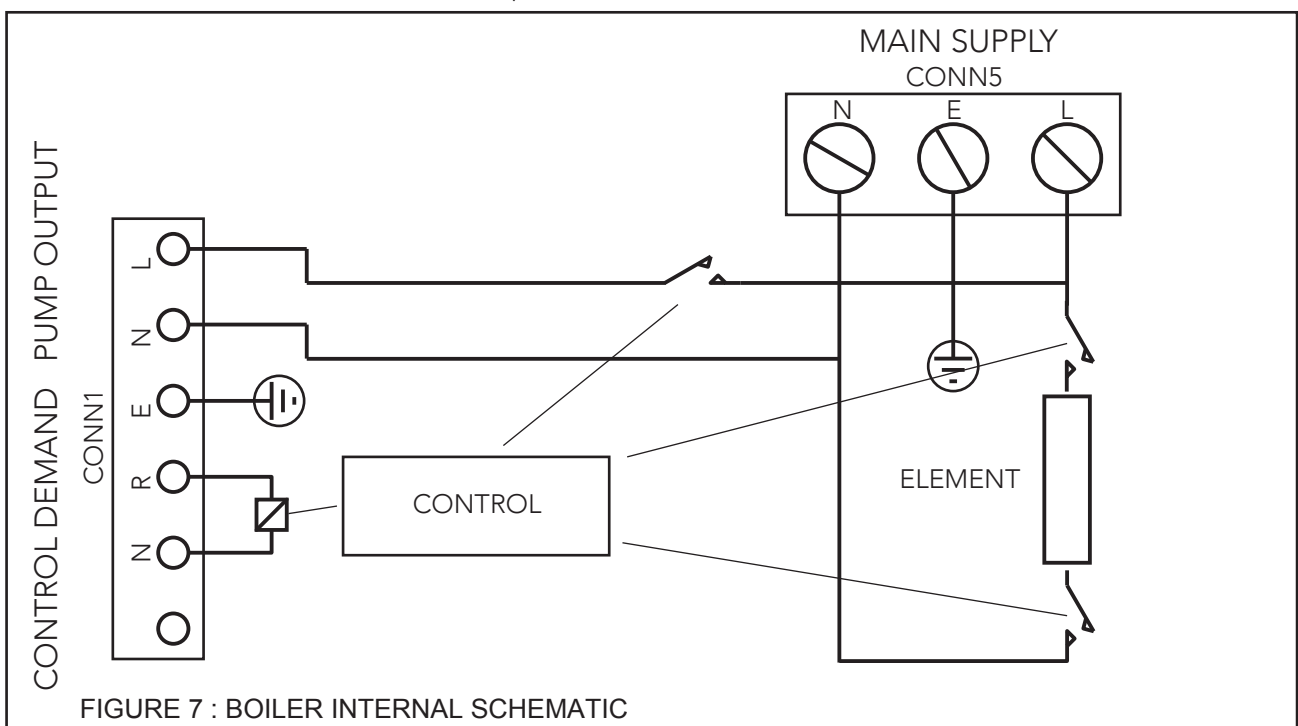 MAIN SUPPLY
CONN5
N E L
CONTROL DEMAND PUMP OUTPUT
CONN1
L
N
E
R
N
CONTROL
ELEMENT
FIGURE 7 : BOILER INTERNAL SCHEMATIC